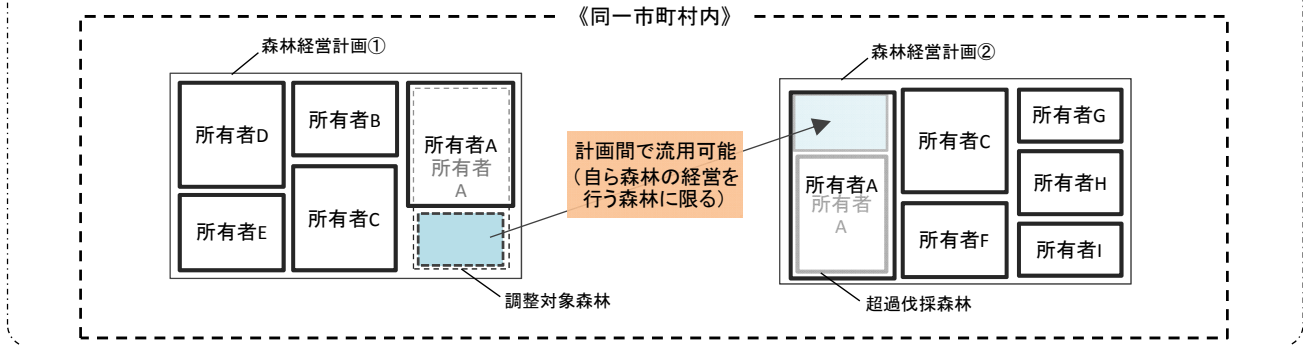 《同一市町村内》
森林経営計画①
所有者D
所有者B
所有者A
所有者
A
所有者E
所有者C
調整対象森林
計画間で流用可能
（自ら森林の経営を
行う森林に限る）
森林経営計画②
所有者A
所有者
A
所有者C
所有者F
所有者G
所有者H
所有者I
超過伐採森林